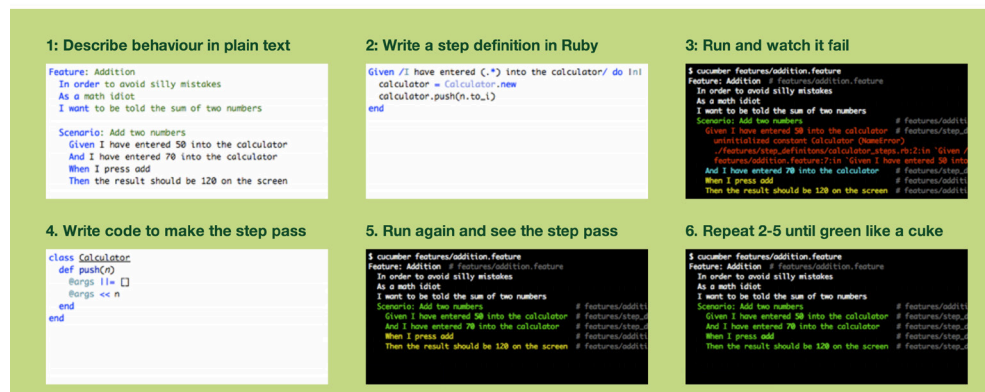 1: Describe behaviour in plain text
Feature: Addition
In order to avoid silly mistakes
As a math idiot
I want to be told the sum of two numbers
Scenario: Add two numbers
Given I have entered 50 into the calculator
And I have entered 70 into the calculator
When I press add
Then the result should be 120 on the screen
2: Write a step definition in Ruby
Given /I have entered (.*) into the calculator/ do |n|
calculator = Calculator.new
calculator.push(n.to_i)
end
3: Run and watch it fail
$ cucumber features/addition.feature
Feature: Addition # features/addition.feature
In order to avoid silly mistakes
As a math idiot
I want to be told the sum of two numbers
Scenario: Add two numbers # features/additi
Given I have entered 50 into the calculator # features/step_d
uninitialized constant Calculator (NameError)
./features/step_definitons/calculator_steps.rb:2:in `Given /
features/addition.feature:7:in `Given I have entered 50 into
And I have entered 70 into the calculator # features/step_d
When I press add # features/additi
Then the result should be 120 on the screen # features/additi
4. Write code to make the step pass
class Calculator
def push(n)
@args ||= []
@args << n
end
end
5. Run again and see the step pass
$ cucumber features/addition.feature
Feature: Addition # features/addition.feature
In order to avoid silly mistakes
As a math idiot
I want to be told the sum of two numbers
Scenario: Add two numbers # features/additi
Given I have entered 50 into the calculator # features/step_d
And I have entered 70 into the calculator # features/step_d
When I press add # features/additi
Then the result should be 120 on the screen # features/additi
6. Repeat 2-5 until green like a cuke
$ cucumber features/addition.feature
Feature: Addition # features/addition.feature
In order to avoid silly mistakes
As a math idiot
I want to be told the sum of two numbers
Scenario: Add two numbers # features/additi
Given I have entered 50 into the calculator # features/step_d
And I have entered 70 into the calculator # features/step_d
When I press add # features/step_d
Then the result should be 120 on the screen # features/step_d